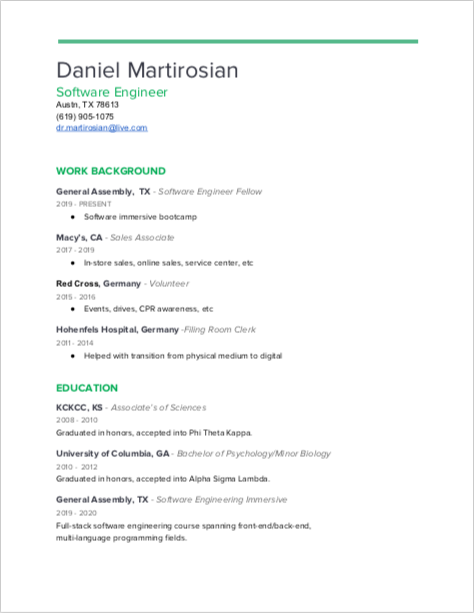 Daniel Martirosian
Software Engineer
Austn, TX 78613
(619) 905-1075
dr.martirosian@live.com
WORK BACKGROUND
General Assembly, TX - Software Engineer Fellow
2019 - PRESENT
● Software immersive bootcamp
Macy's, CA - Sales Associate
2017 - 2019
● In-store sales, online sales, service center, etc
Red Cross, Germany - Volunteer
2015 - 2016
● Events, drives, CPR awareness, etc
Hohenfels Hospital, Germany -Filing Room Clerk
2011 - 2014
● Helped with transition from physical medium to digital
EDUCATION
KCKCC, KS - Associate's of Sciences
2008 - 2010
Graduated in honors, accepted into Phi Theta Kappa.
University of Columbia, GA - Bachelor of Psychology/Minor Biology
2010 - 2012
Graduated in honors, accepted into Alpha Sigma Lambda.
General Assembly, TX - Software Engineering Immersive
2019 - 2020
Full-stack software engineering course spanning front-end/back-end,
multi-language programming fields.